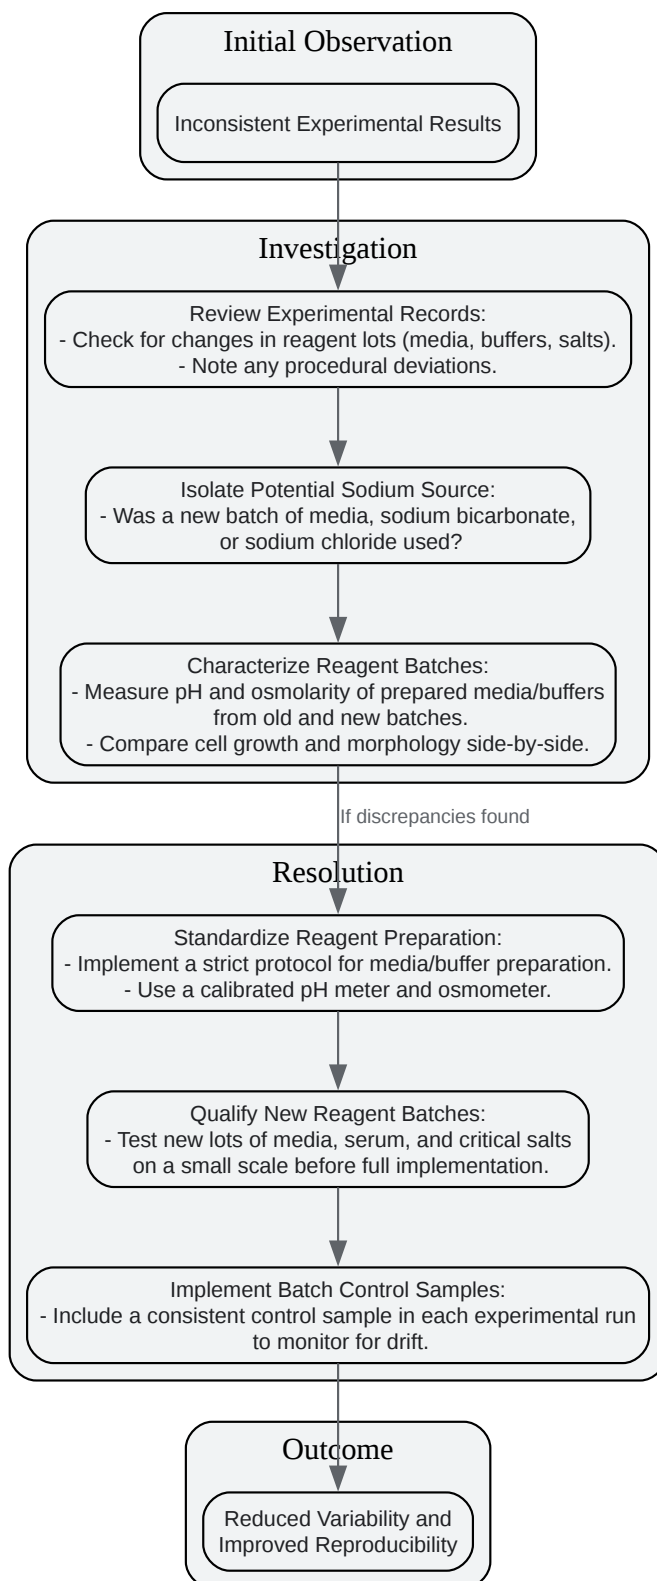 Initial Observation
Inconsistent Experimental Results
Investigation
Review Experimental Records:
- Check for changes in reagent lots (media, buffers, salts).
- Note any procedural deviations.
Isolate Potential Sodium Source:
- Was a new batch of media, sodium bicarbonate,
or sodium chloride used?
Characterize Reagent Batches:
- Measure pH and osmolarity of prepared media/buffers
from old and new batches.
- Compare cell growth and morphology side-by-side.
If discrepancies found
Resolution
Standardize Reagent Preparation:
- Implement a strict protocol for media/buffer preparation.
- Use a calibrated pH meter and osmometer.
Qualify New Reagent Batches:
- Test new lots of media, serum, and critical salts
on a small scale before full implementation.
Implement Batch Control Samples:
- Include a consistent control sample in each experimental run
to monitor for drift.
Outcome
Reduced Variability and
Improved Reproducibility